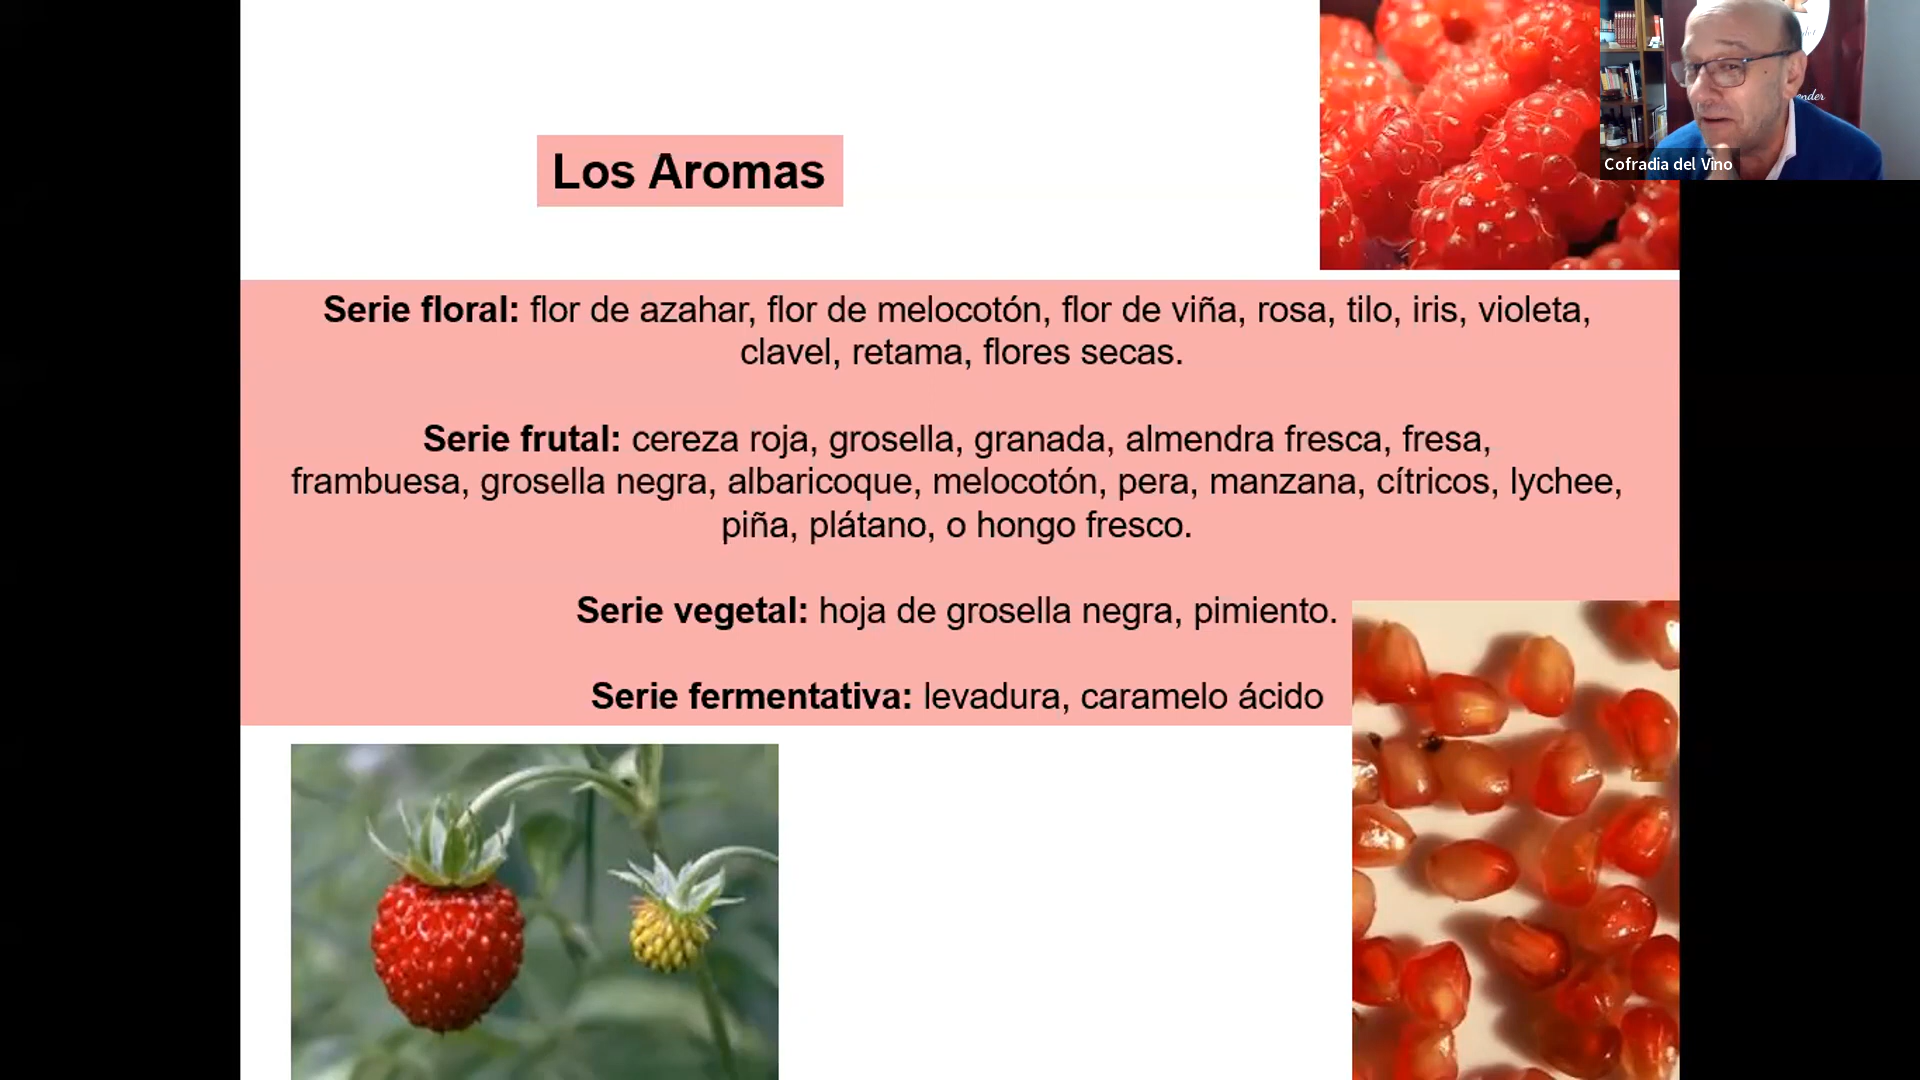 Los Aromas
Cofradia del Vino
Serie floral: flor de azahar, flor de melocotón, flor de viña, rosa, tilo, iris, violeta,
clavel, retama, flores secas.
Serie frutal: cereza roja, grosella, granada, almendra fresca, fresa,
frambuesa, grosella negra, albaricoque, melocotón, pera, manzana, cítricos, lychee,
piña, plátano, o hongo fresco.
Serie vegetal: hoja de grosella negra, pimiento.
Serie fermentativa: levadura, caramelo ácido